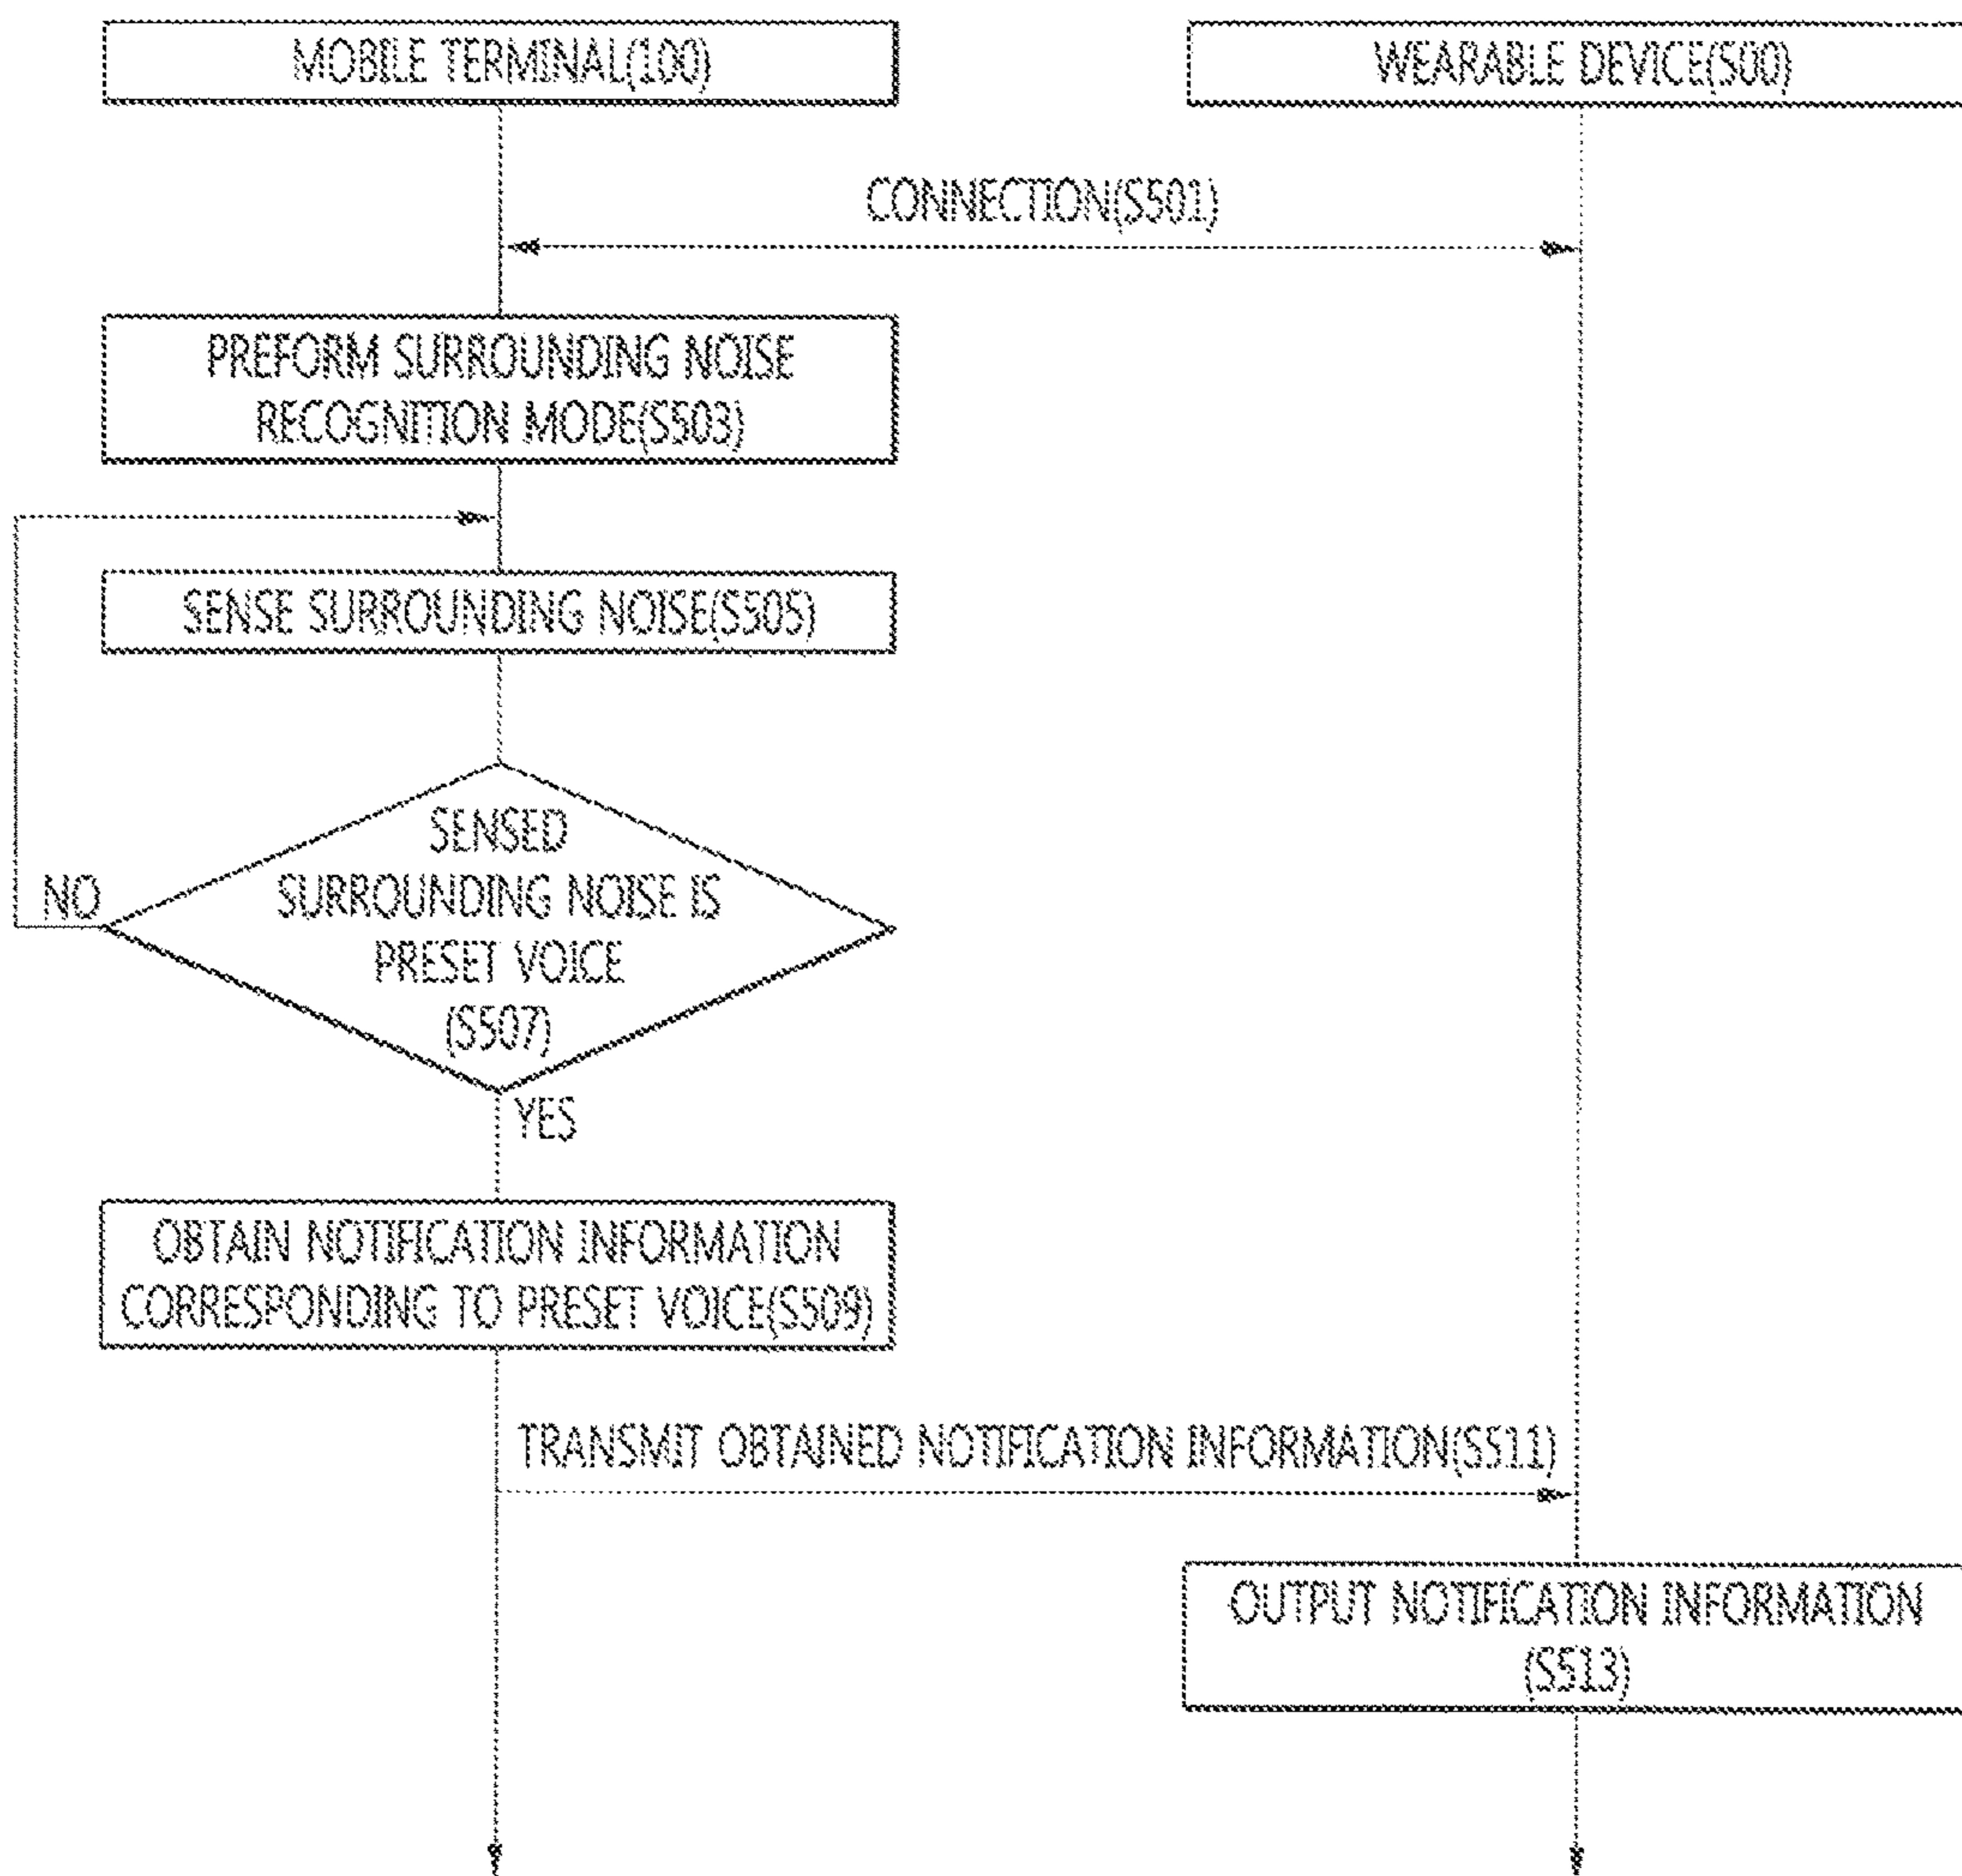 MOBILE TERMINAL(100)
WEARABLE DEVICE(500)
CONNECTION(S501)
PREFORM SURROUNDING NOISE
RECOGNITION MODE(S503)
SENSE SURROUNDING NOISE(S505)
SENSED
SURROUNDING NOISE IS
PRESET VOICE
(S507)
NO
YES
OBTAIN NOTIFICATION INFORMATION
CORRESPONDING TO PRESET VOICE(S509)
TRANSMIT OBTAINED NOTIFICATION INFORMATION(S511)
OUTPUT NOTIFICATION INFORMATION
(S513)